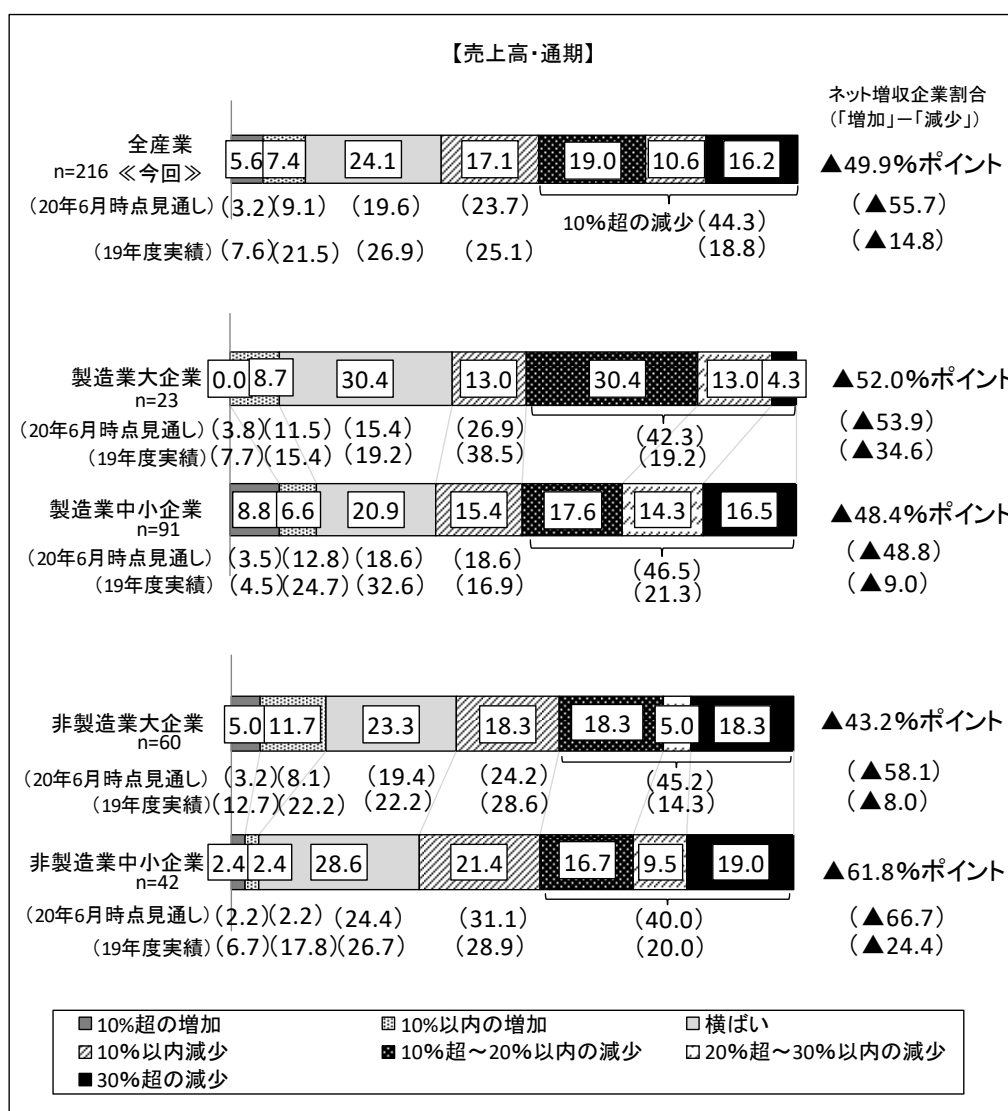 【売上高・通期】
ネット増収企業割合
（「増加」－「減少」）
全産業
n=216 ≪今回≫
5.6 7.4 24.1 17.1 19.0 10.6 16.2
▲49.9%ポイント
（20年6月時点見通し）（3.2）（9.1）（19.6）（23.7） 10%超の減少（44.3）（▲55.7）
（19年度実績）（7.6）（21.5）（26.9）（25.1）（18.8）（▲14.8）
製造業大企業
n=23
0.0 8.7 30.4 13.0 30.4 13.0 4.3
▲52.0%ポイント
（20年6月時点見通し）（3.8）（11.5）（15.4）（26.9）（42.3）（▲53.9）
（19年度実績）（7.7）（15.4）（19.2）（38.5）（19.2）（▲34.6）
製造業中小企業
n=91
8.8 6.6 20.9 15.4 17.6 14.3 16.5
▲48.4%ポイント
（20年6月時点見通し）（3.5）（12.8）（18.6）（18.6）（46.5）（▲48.8）
（19年度実績）（4.5）（24.7）（32.6）（16.9）（21.3）（▲9.0）
非製造業大企業
n=60
5.0 11.7 23.3 18.3 18.3 5.0 18.3
▲43.2%ポイント
（20年6月時点見通し）（3.2）（8.1）（19.4）（24.2）（45.2）（▲58.1）
（19年度実績）（12.7）（22.2）（22.2）（28.6）（14.3）（▲8.0）
非製造業中小企業
n=42
2.4 2.4 28.6 21.4 16.7 9.5 19.0
▲61.8%ポイント
（20年6月時点見通し）（2.2）（2.2）（24.4）（31.1）（40.0）（▲66.7）
（19年度実績）（6.7）（17.8）（26.7）（28.9）（20.0）（▲24.4）
10%超の増加 10%以内の増加 横ばい
10%以内減少 10%超～20%以内の減少 20%超～30%以内の減少
30%超の減少